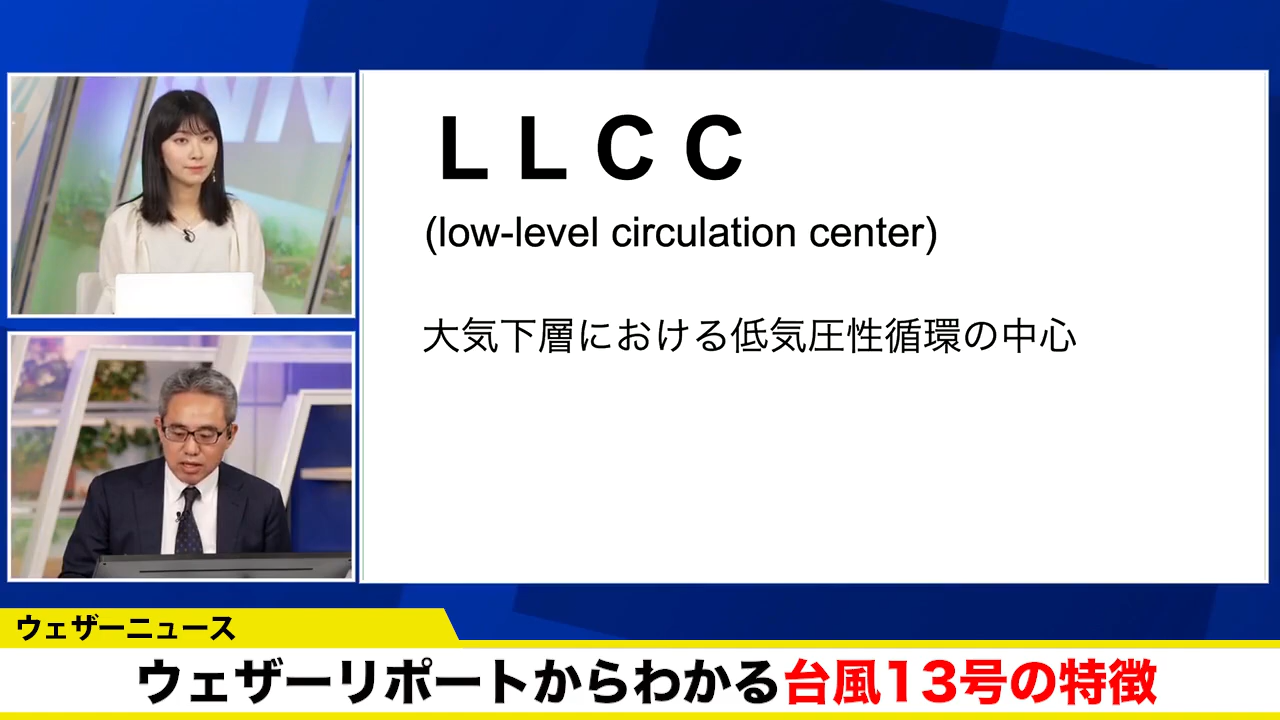 LLCC
(low-level circulation center)
大気下層における低気圧性循環の中心
ウェザーニュース
ウェザーリポートからわかる台風13号の特徴